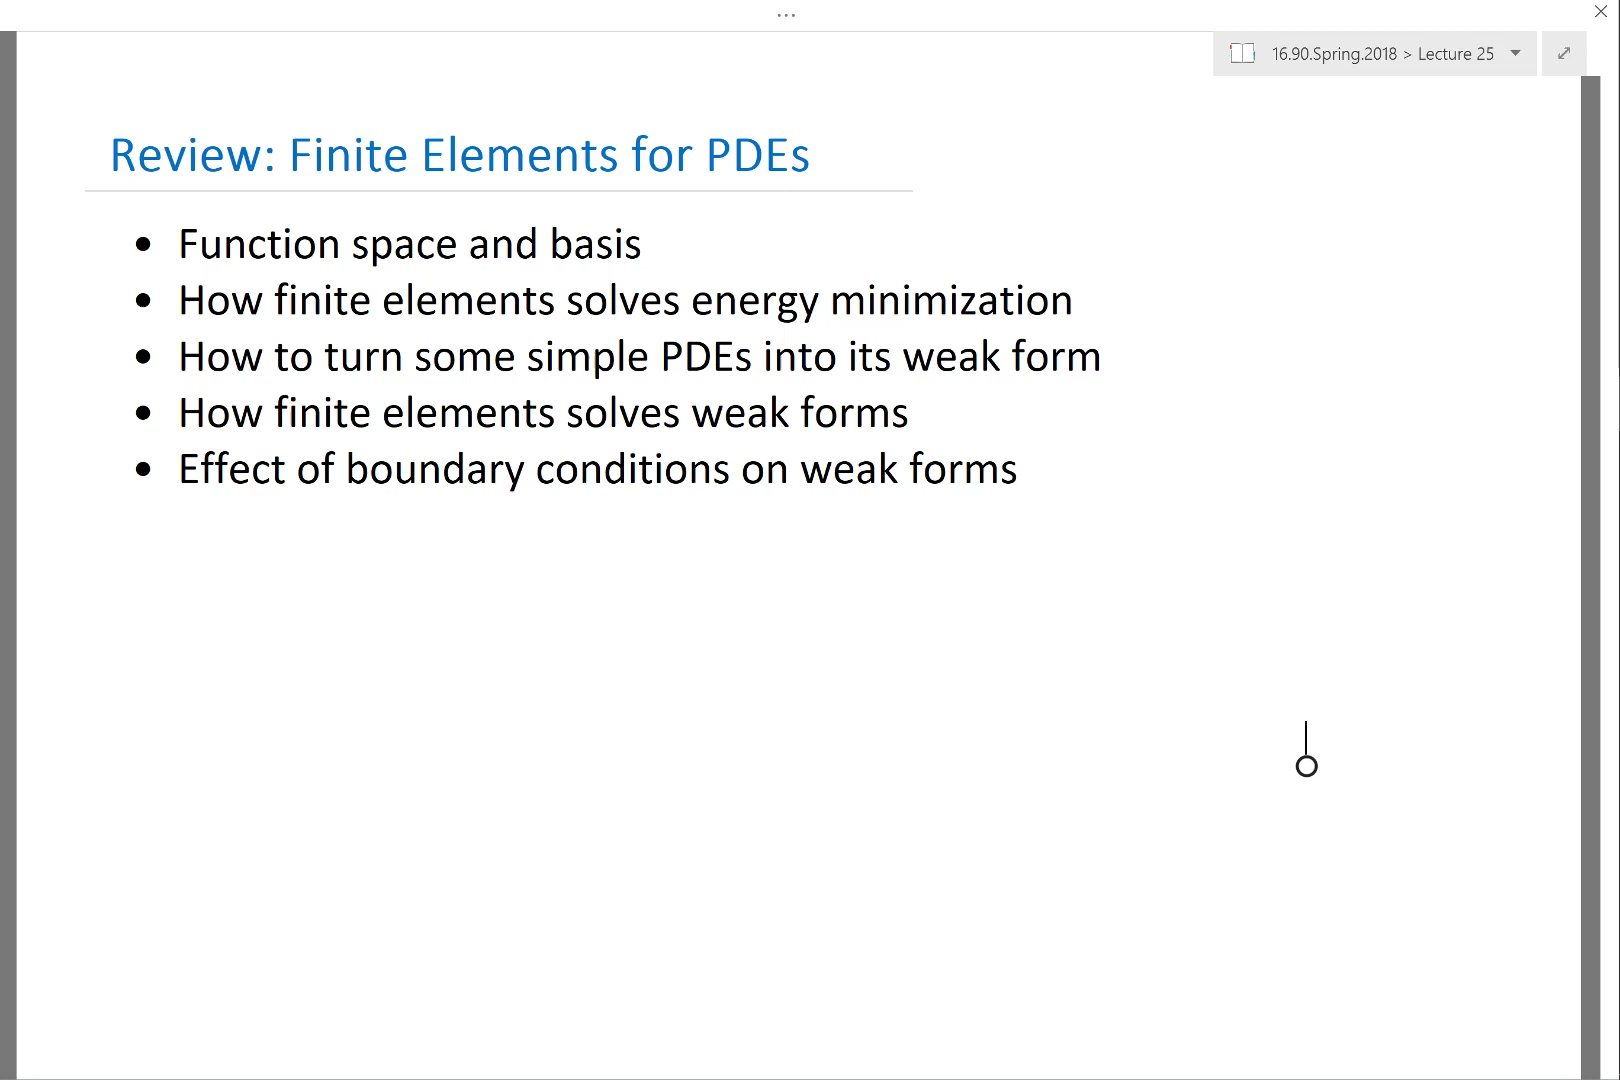 16.90.Spring.2018 > Lecture 25
Review: Finite Elements for PDEs
• Function space and basis
• How finite elements solves energy minimization
• How to turn some simple PDEs into its weak form
• How finite elements solves weak forms
• Effect of boundary conditions on weak forms